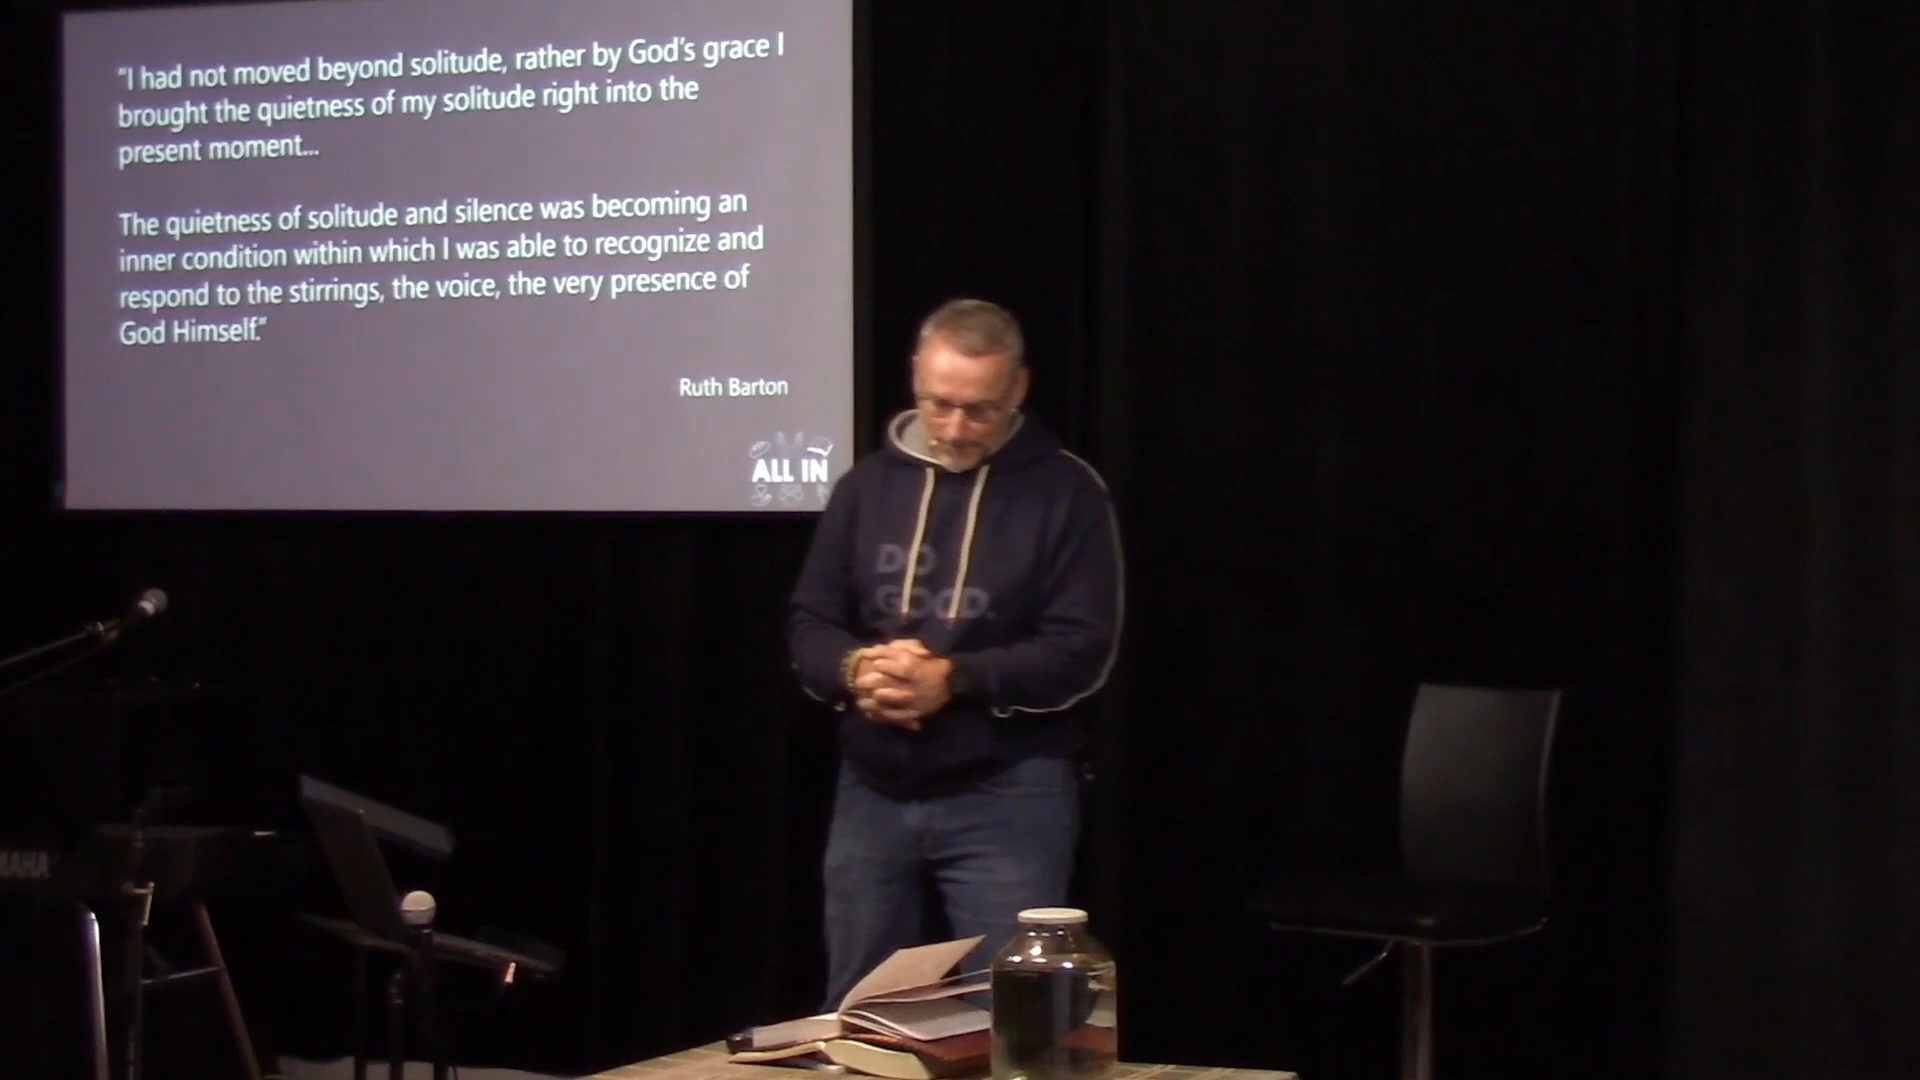 "I had not moved beyond solitude, rather by God's grace I
brought the quietness of my solitude right into the
present moment...
The quietness of solitude and silence was becoming an
inner condition within which I was able to recognize and
respond to the stirrings, the voice, the very presence of
God Himself."
Ruth Barton
ALL IN
DO
GOOD.
MAHA